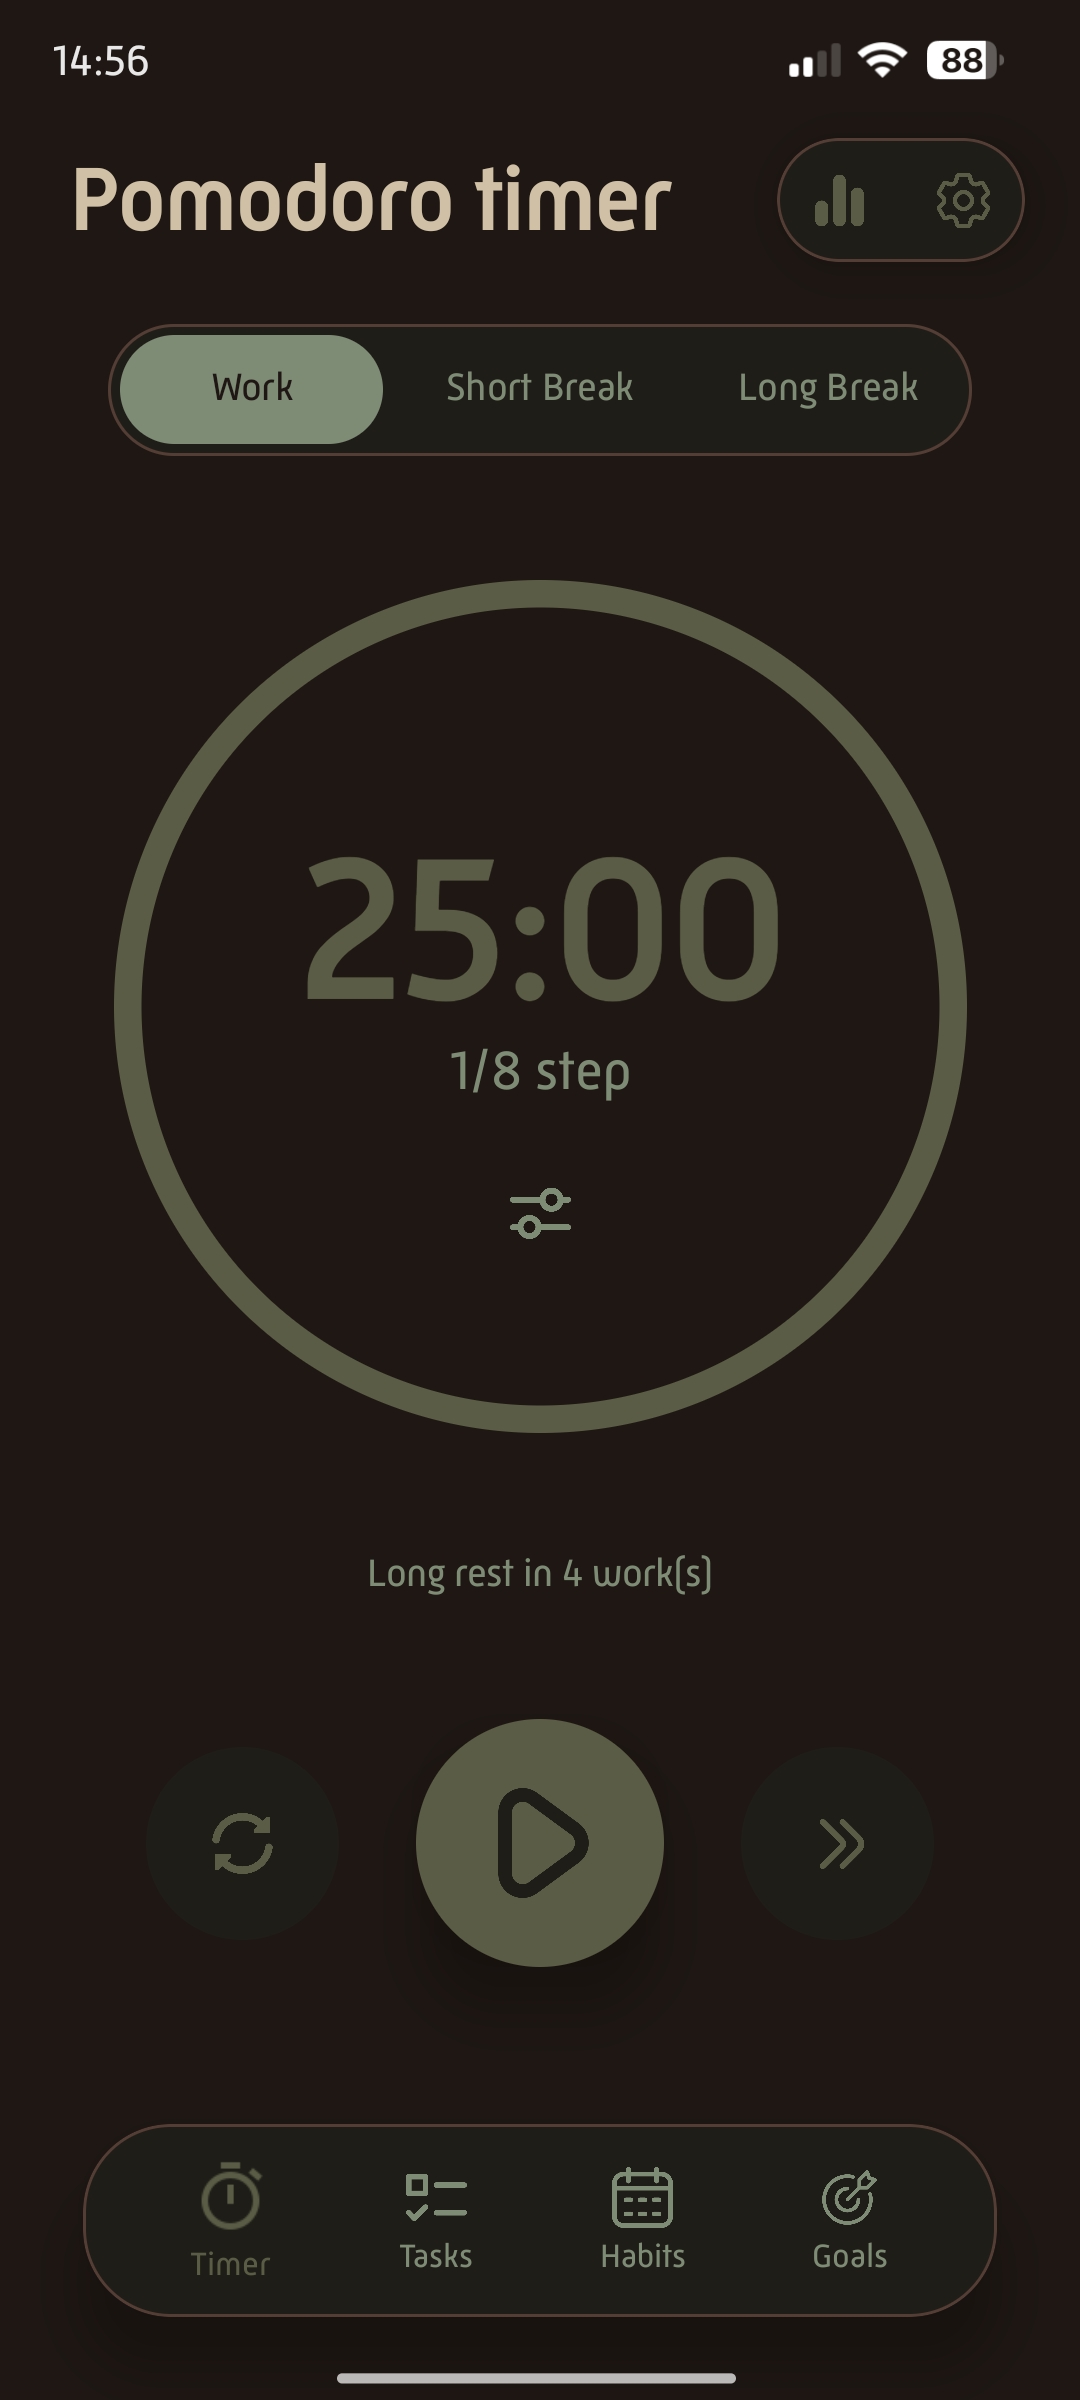 14:56
88
Pomodoro timer
Work Short Break Long Break
25:00
1/8 step
Long rest in 4 work(s)
Timer Tasks Habits Goals